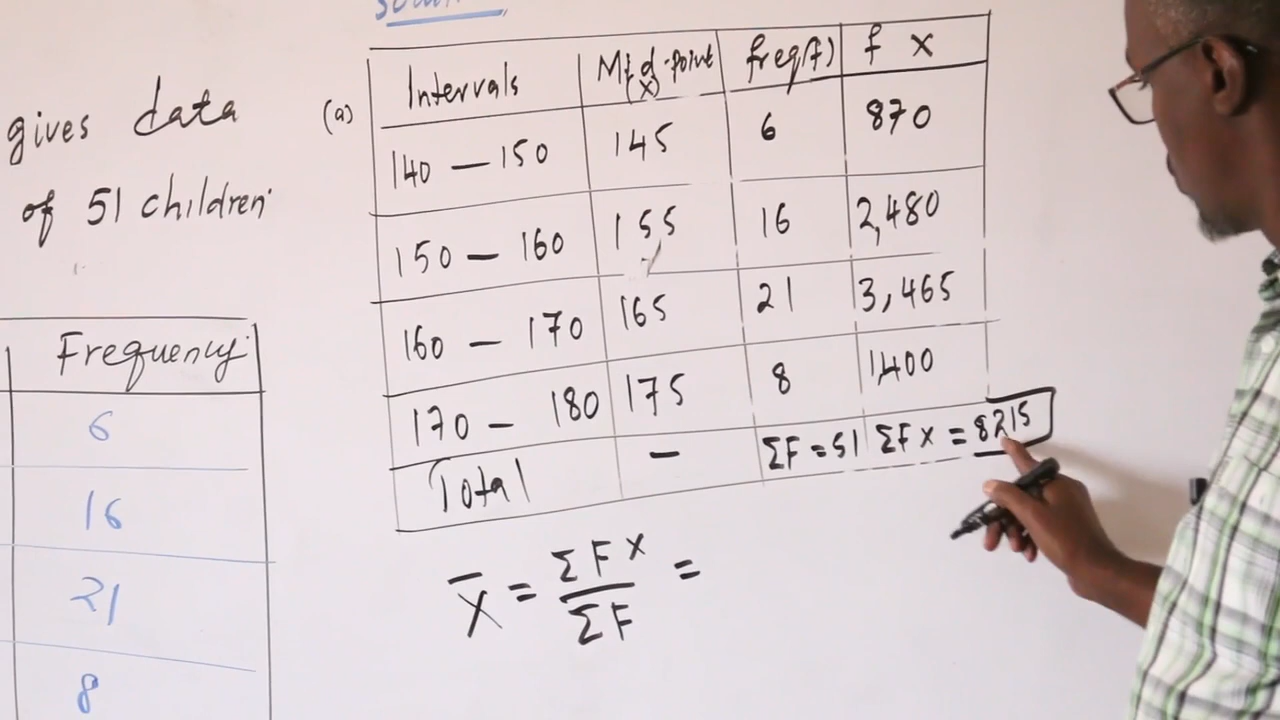 gives data
of 51 children
Frequency
6
16
21
8
(a)
Intervals Mid-point (x) freq(f) f x
140 — 150 145 6 870
150 — 160 155 16 2,480
160 — 170 165 21 3,465
170 — 180 175 8 1,400
Total — ΣF = 51 ΣFx = 8215
x̄ = ΣFx / ΣF =